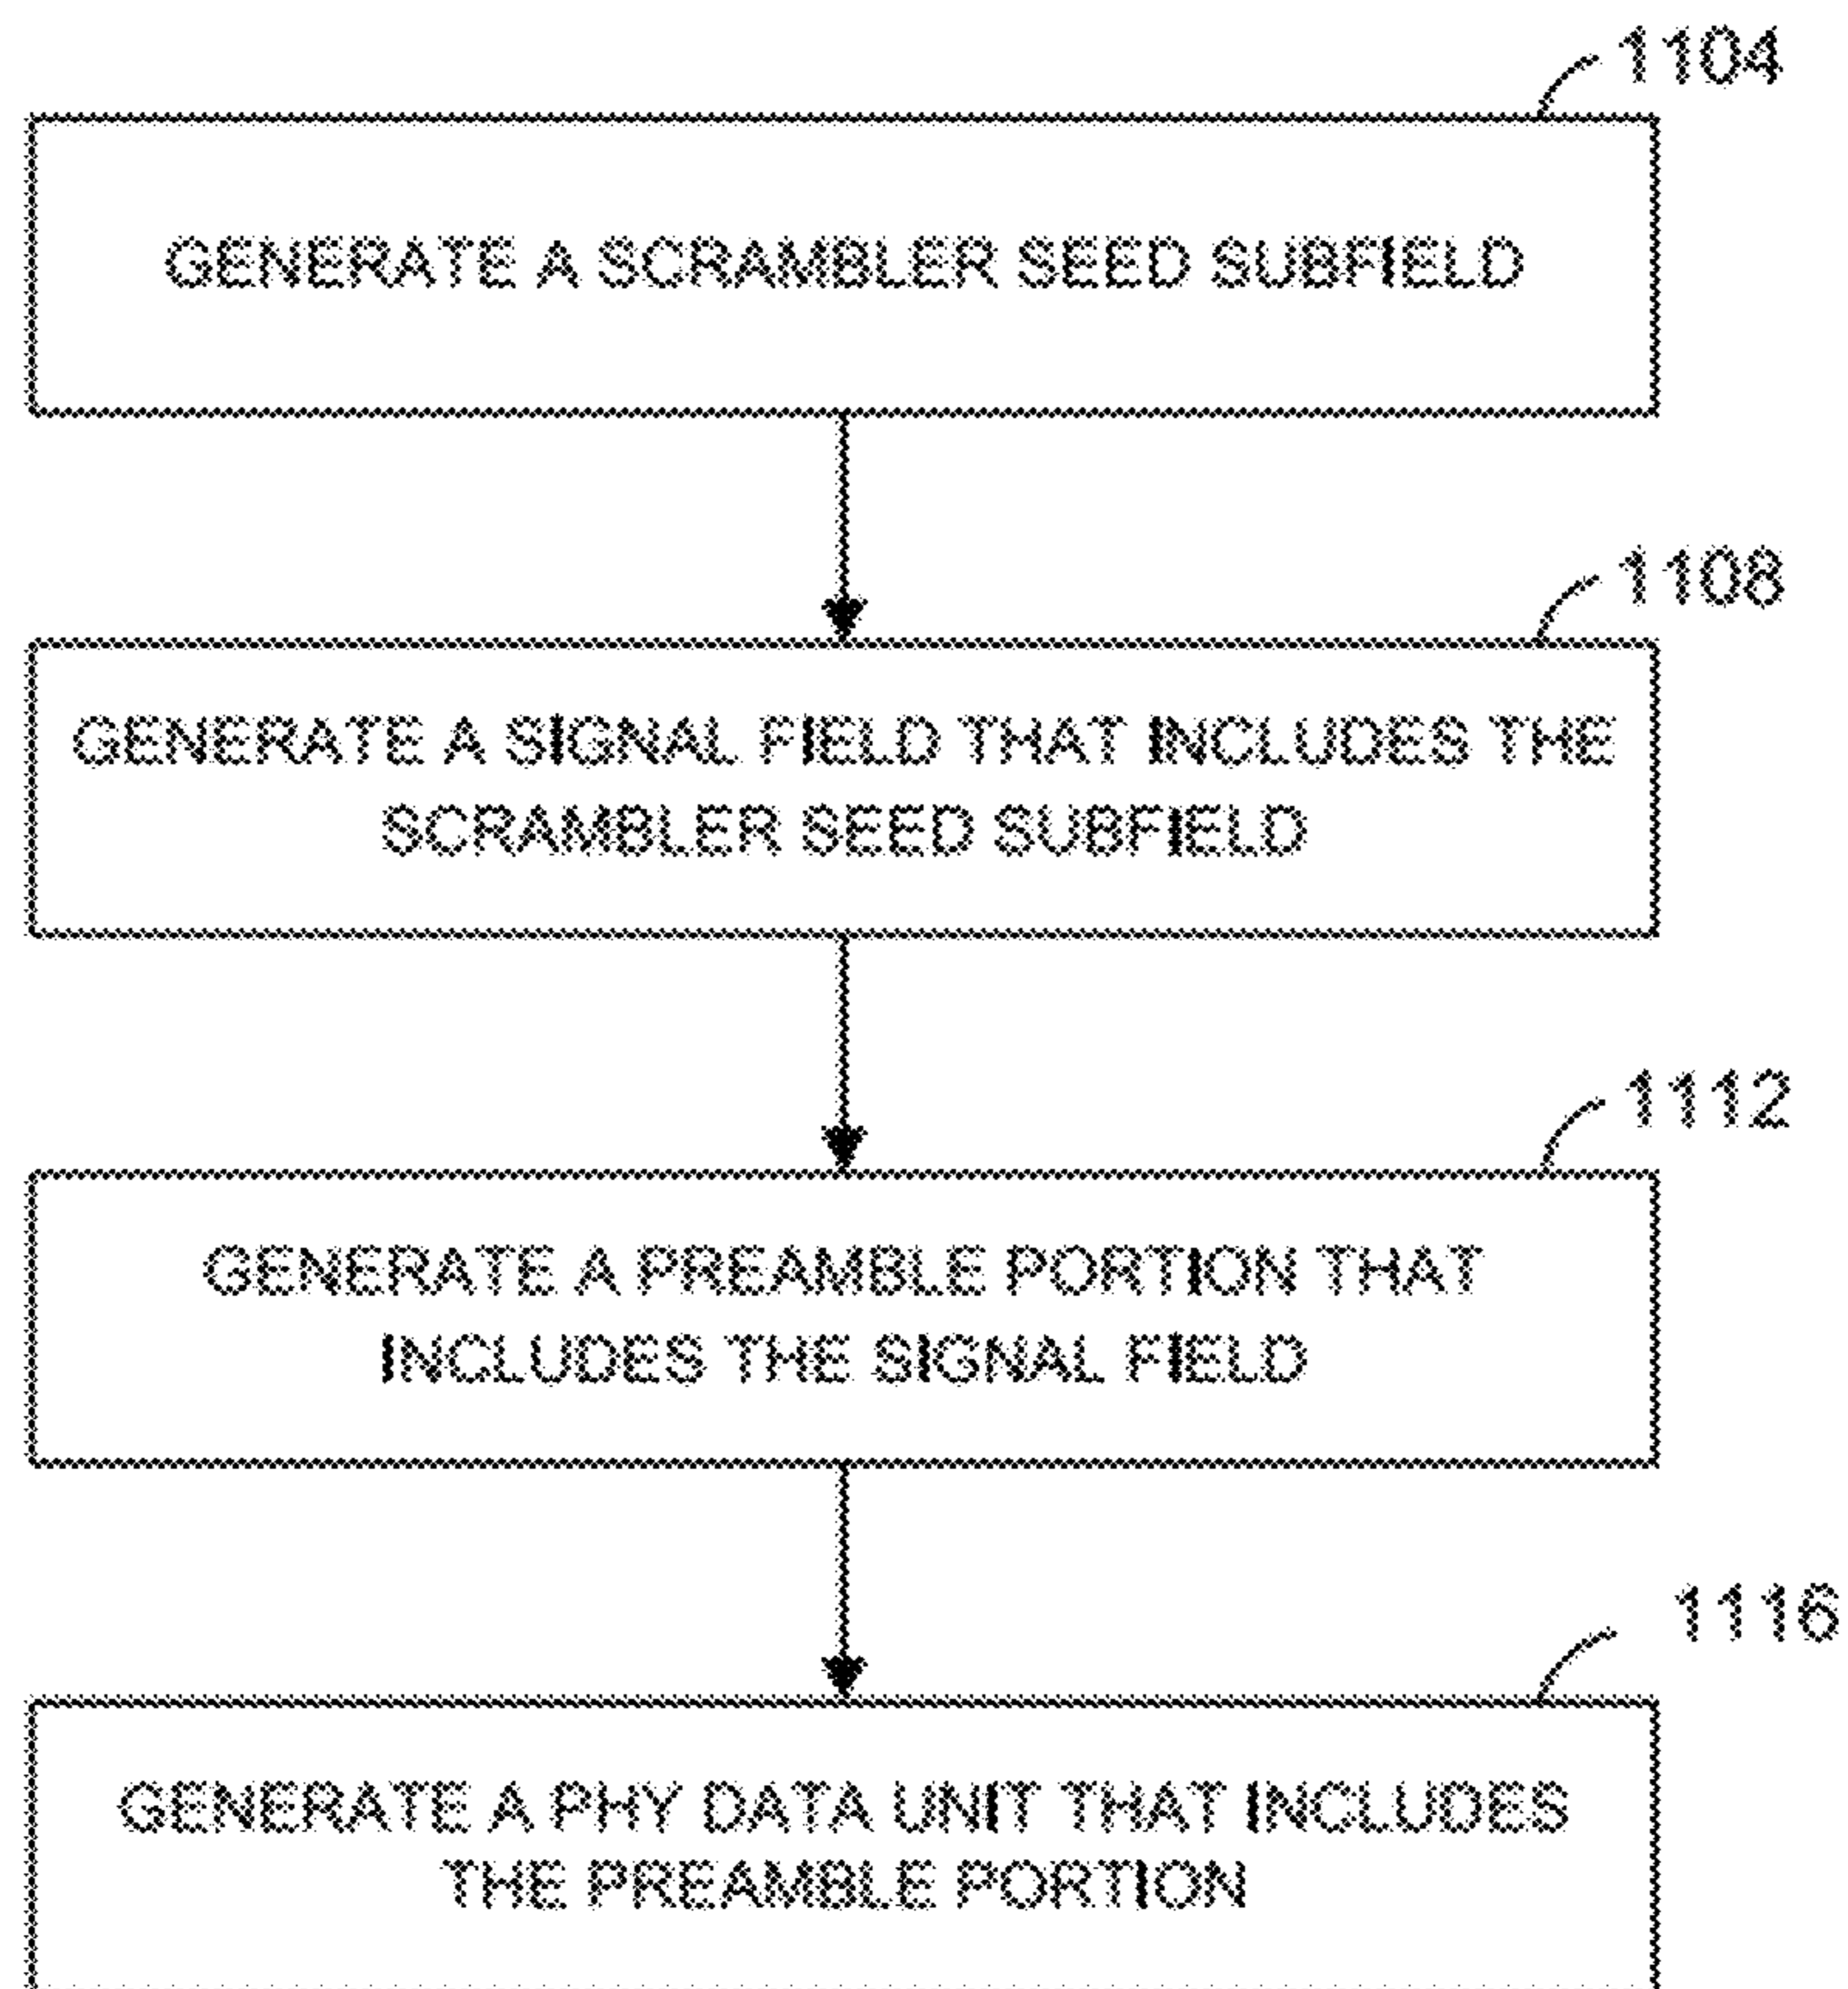 1104
GENERATE A SCRAMBLER SEED SUBFIELD
1108
GENERATE A SIGNAL FIELD THAT INCLUDES THE
SCRAMBLER SEED SUBFIELD
1112
GENERATE A PREAMBLE PORTION THAT
INCLUDES THE SIGNAL FIELD
1116
GENERATE A PHY DATA UNIT THAT INCLUDES
THE PREAMBLE PORTION